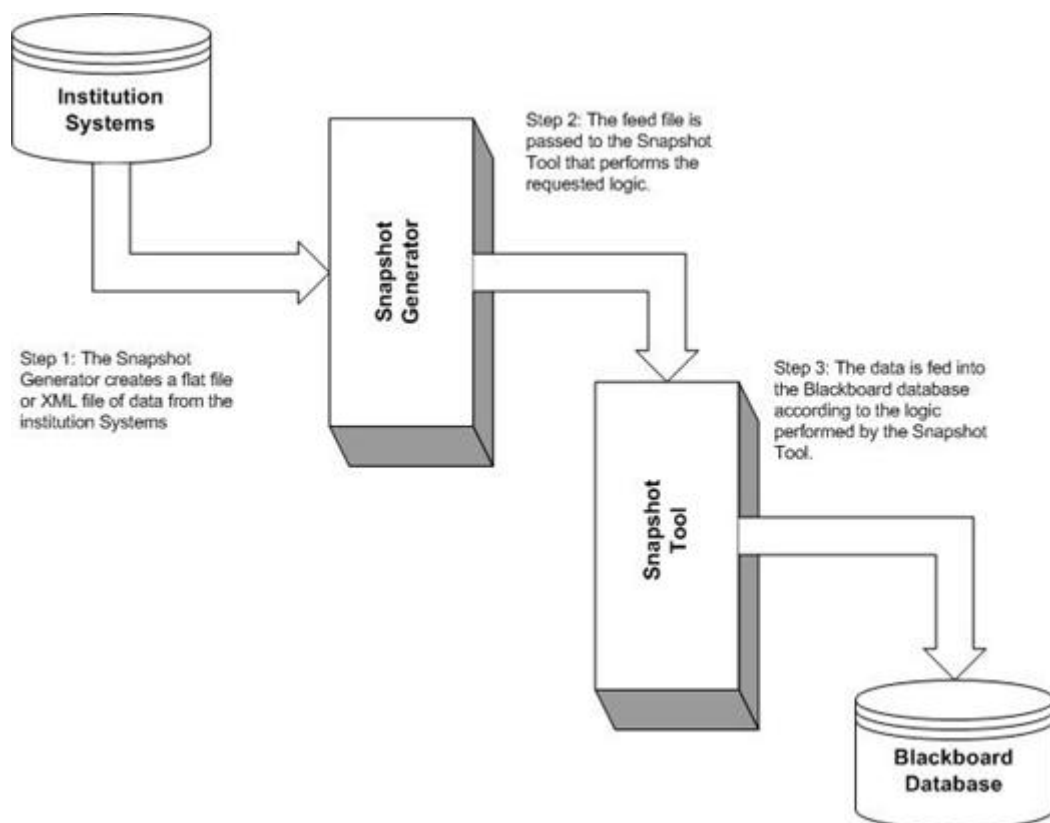 Institution
Systems
Step 2: The feed file is
passed to the Snapshot
Tool that performs the
requested logic.
Snapshot
Generator
Step 1: The Snapshot
Generator creates a flat file
or XML file of data from the
institution Systems
Step 3: The data is fed into
the Blackboard database
according to the logic
performed by the Snapshot
Tool.
Snapshot
Tool
Blackboard
Database